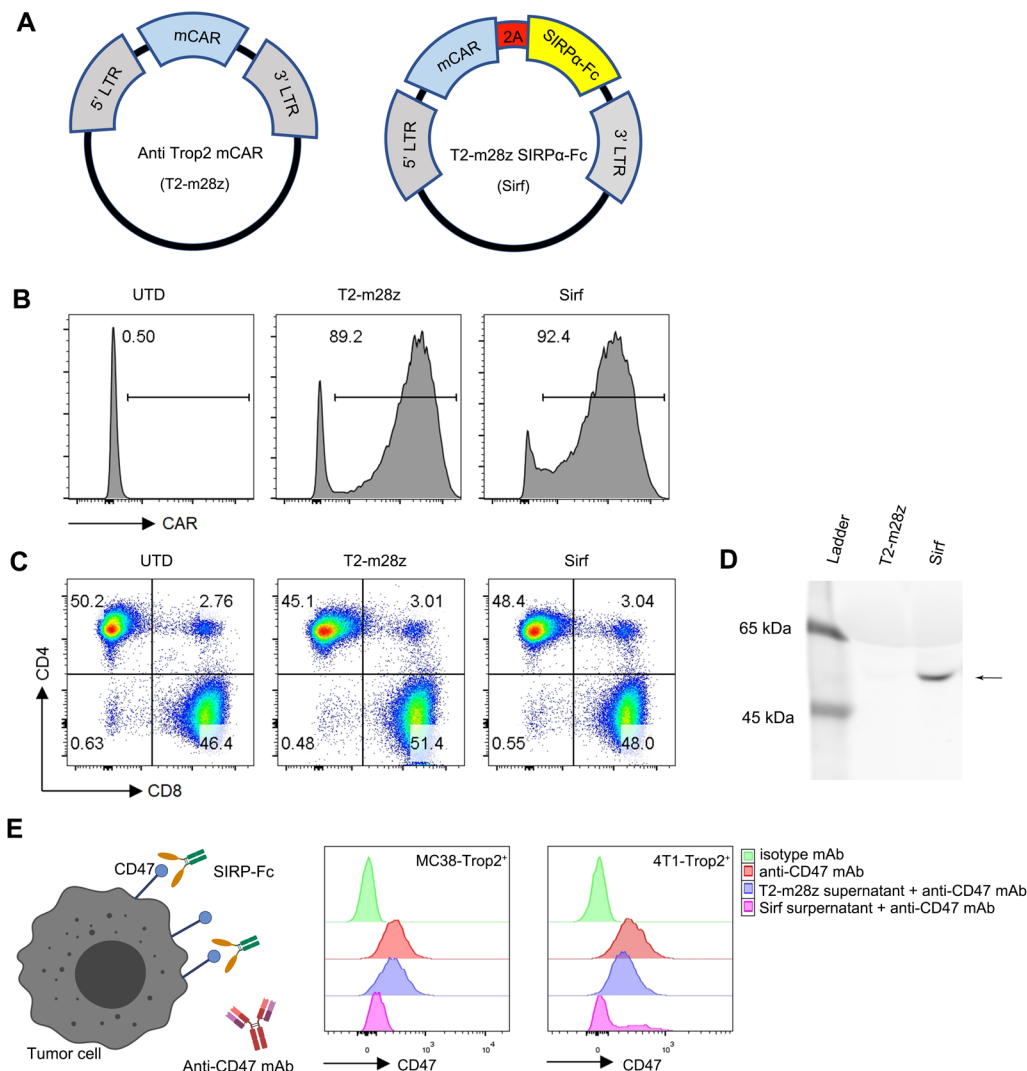 A
5' LTR
mCAR
3' LTR
Anti Trop2 mCAR
(T2-m28z)
5' LTR
mCAR
2A
SIRPα-Fc
3' LTR
T2-m28z SIRPα-Fc
(Sirf)
B
UTD
T2-m28z
Sirf
0.50
89.2
92.4
CAR
C
UTD
T2-m28z
Sirf
50.2
2.76
45.1
3.01
48.4
3.04
CD4
0.63
46.4
0.48
51.4
0.55
48.0
CD8
D
Ladder
T2-m28z
Sirf
65 kDa
45 kDa
E
CD47
SIRP-Fc
Tumor cell
Anti-CD47 mAb
MC38-Trop2⁺
0
10³
10⁴
CD47
4T1-Trop2⁺
0
10³
CD47
isotype mAb
anti-CD47 mAb
T2-m28z supernatant + anti-CD47 mAb
Sirf surpernatant + anti-CD47 mAb